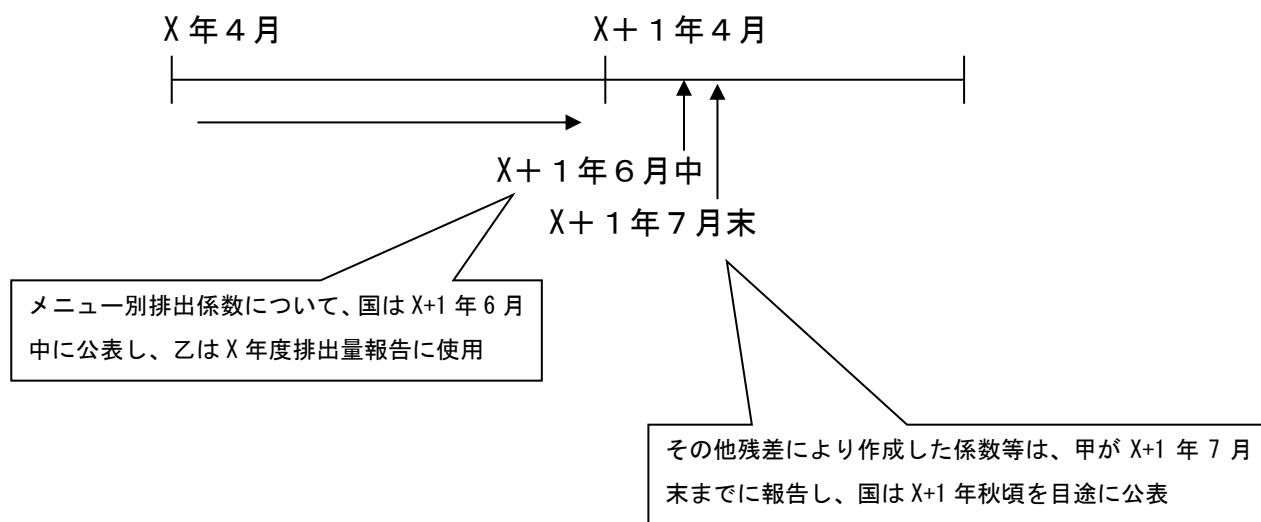 X年４月
X＋１年４月
X＋１年６月中
X＋１年７月末
メニュー別排出係数について、国は X+1 年 6 月
中に公表し、乙は X 年度排出量報告に使用
その他残差により作成した係数等は、甲が X+1 年 7 月
末までに報告し、国は X+1 年秋頃を目途に公表